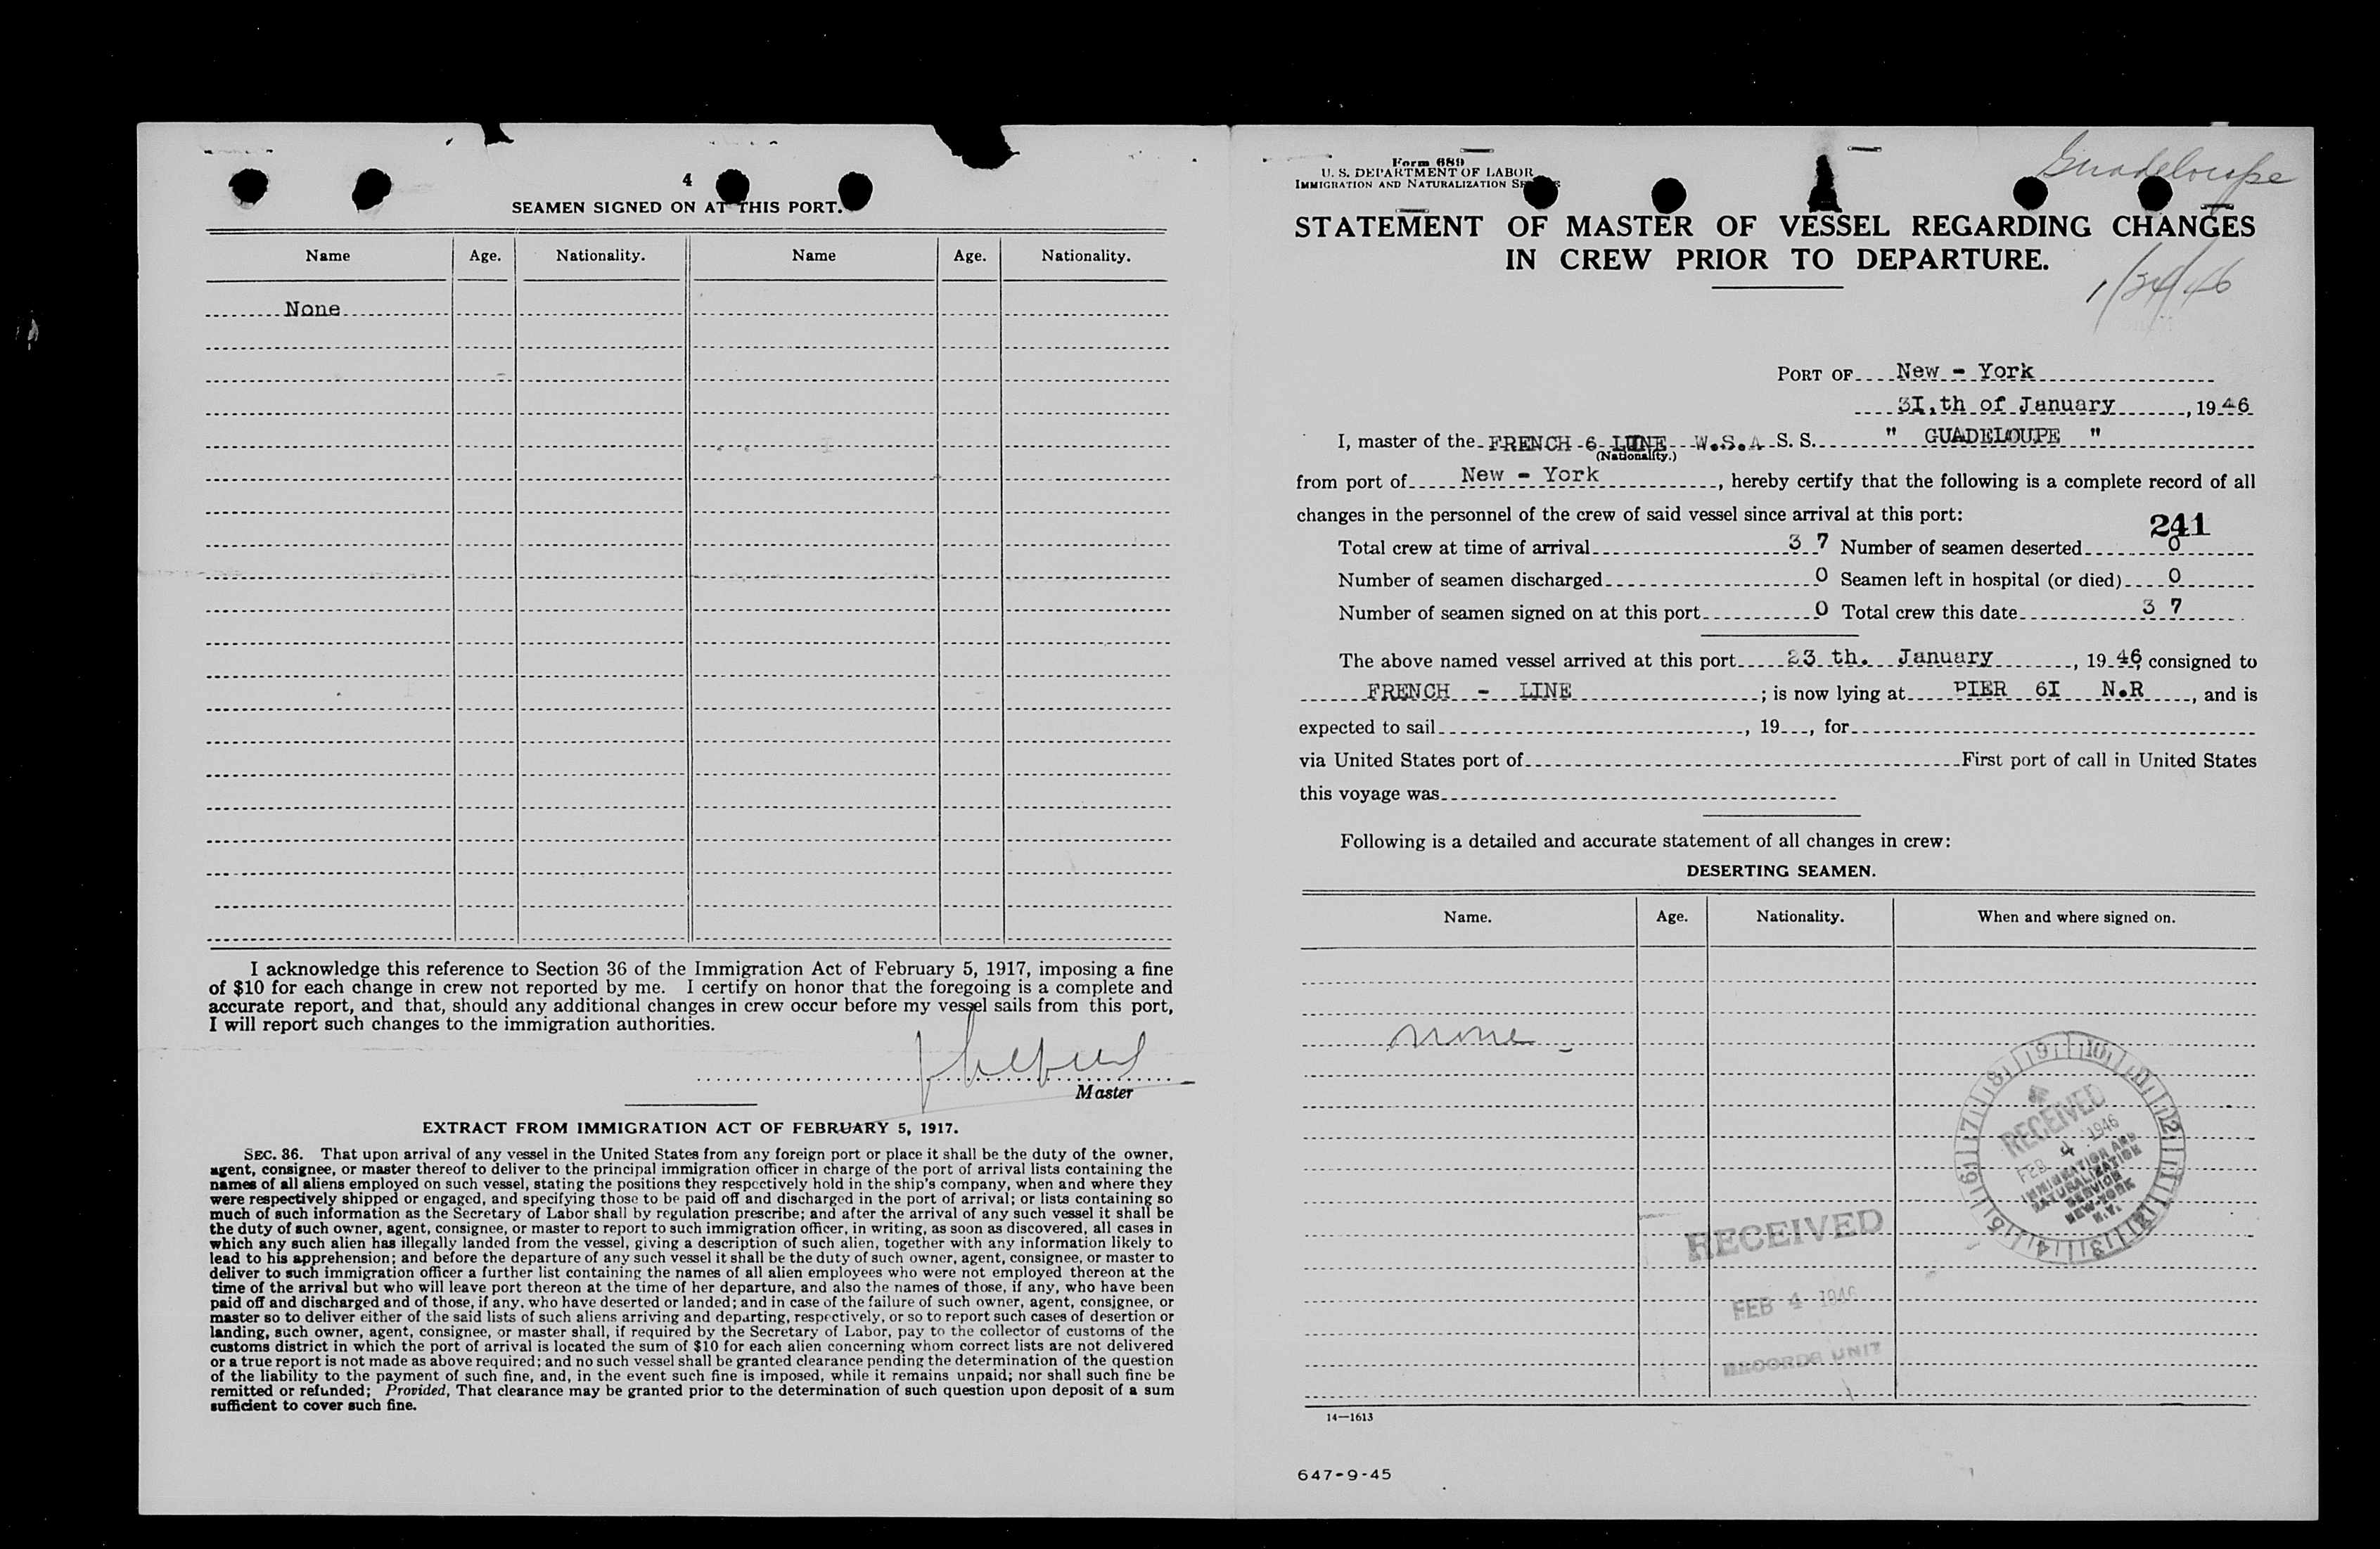 4
SEAMEN SIGNED ON AT THIS PORT.
Name Age. Nationality. Name Age. Nationality.
None
I acknowledge this reference to Section 36 of the Immigration Act of February 5, 1917, imposing a fine
of $10 for each change in crew not reported by me. I certify on honor that the foregoing is a complete and
accurate report, and that, should any additional changes in crew occur before my vessel sails from this port,
I will report such changes to the immigration authorities.
Master
EXTRACT FROM IMMIGRATION ACT OF FEBRUARY 5, 1917.
SEC. 36. That upon arrival of any vessel in the United States from any foreign port or place it shall be the duty of the owner,
agent, consignee, or master thereof to deliver to the principal immigration officer in charge of the port of arrival lists containing the
names of all aliens employed on such vessel, stating the positions they respectively hold in the ship's company, when and where they
were respectively shipped or engaged, and specifying those to be paid off and discharged in the port of arrival; or lists containing so
much of such information as the Secretary of Labor shall by regulation prescribe; and after the arrival of any such vessel it shall be
the duty of such owner, agent, consignee, or master to report to such immigration officer, in writing, as soon as discovered, all cases in
which any such alien has illegally landed from the vessel, giving a description of such alien, together with any information likely to
lead to his apprehension; and before the departure of any such vessel it shall be the duty of such owner, agent, consignee, or master to
deliver to such immigration officer a further list containing the names of all alien employees who were not employed thereon at the
time of the arrival but who will leave port thereon at the time of her departure, and also the names of those, if any, who have been
paid off and discharged and of those, if any, who have deserted or landed; and in case of the failure of such owner, agent, consignee, or
master so to deliver either of the said lists of such aliens arriving and departing, respectively, or so to report such cases of desertion or
landing, such owner, agent, consignee, or master shall, if required by the Secretary of Labor, pay to the collector of customs of the
customs district in which the port of arrival is located the sum of $10 for each alien concerning whom correct lists are not delivered
or a true report is not made as above required; and no such vessel shall be granted clearance pending the determination of the question
of the liability to the payment of such fine, and, in the event such fine is imposed, while it remains unpaid; nor shall such fine be
remitted or refunded; Provided, That clearance may be granted prior to the determination of such question upon deposit of a sum
sufficient to cover such fine.
Form 689
U. S. DEPARTMENT OF LABOR
IMMIGRATION AND NATURALIZATION
Guadeloupe
STATEMENT OF MASTER OF VESSEL REGARDING CHANGES
IN CREW PRIOR TO DEPARTURE.
PORT OF New - York
3I.th of January, 1946
I, master of the FRENCH 6 LINE W.S.A S. S. " GUADELOUPE "
(Nationality.)
from port of New - York, hereby certify that the following is a complete record of all
changes in the personnel of the crew of said vessel since arrival at this port:
241
Total crew at time of arrival 3 7 Number of seamen deserted 0
Number of seamen discharged 0 Seamen left in hospital (or died) 0
Number of seamen signed on at this port 0 Total crew this date 3 7
The above named vessel arrived at this port 23 th. January, 19 46, consigned to
FRENCH - LINE; is now lying at PIER 6I N.R, and is
expected to sail, 19, for
via United States port of First port of call in United States
this voyage was
Following is a detailed and accurate statement of all changes in crew:
DESERTING SEAMEN.
Name. Age. Nationality. When and where signed on.
none -
9 10 11 12 1 2 3 4 5 6 7 8
RECEIVED
FEB 4 1946
IMMIGRATION AND
NATURALIZATION
SERVICE
NEW-YORK
N.Y.
RECEIVED
FEB 4 1946
RECORDS UNIT
14—1613
647-9-45